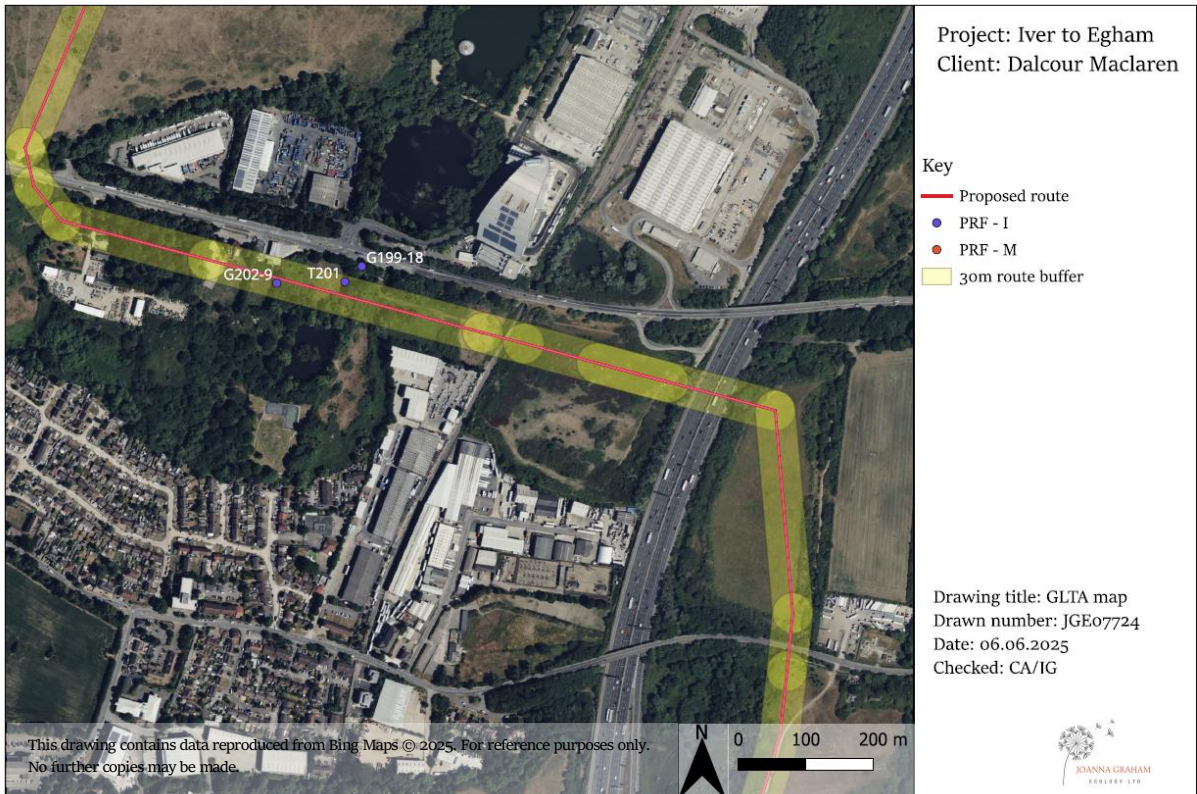 Project: Iver to Egham
Client: Dalcour Maclaren
Key
Proposed route
PRF - I
PRF - M
30m route buffer
G199-18
T201
G202-9
Drawing title: GLTA map
Drawn number: JGE07724
Date: 06.06.2025
Checked: CA/IG
This drawing contains data reproduced from Bing Maps © 2025. For reference purposes only.
No further copies may be made.
N
0 100 200 m
JOANNA GRAHAM
ECOLOGY LTD